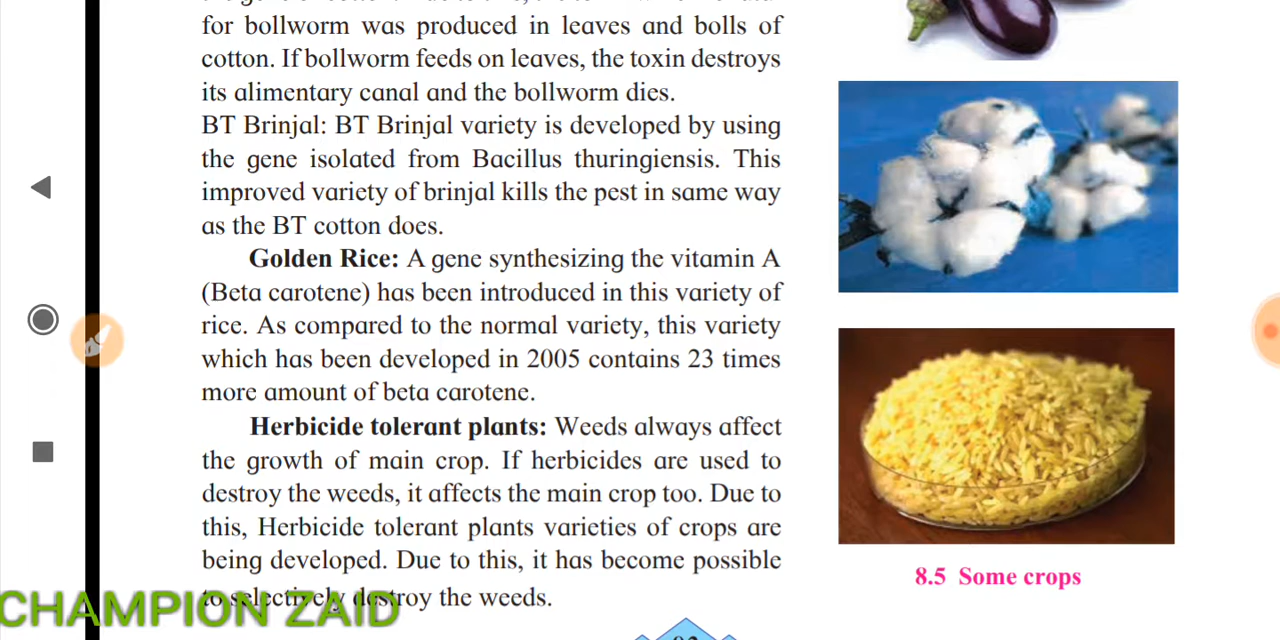 for bollworm was produced in leaves and bolls of
cotton. If bollworm feeds on leaves, the toxin destroys
its alimentary canal and the bollworm dies.
BT Brinjal: BT Brinjal variety is developed by using
the gene isolated from Bacillus thuringiensis. This
improved variety of brinjal kills the pest in same way
as the BT cotton does.
Golden Rice: A gene synthesizing the vitamin A
(Beta carotene) has been introduced in this variety of
rice. As compared to the normal variety, this variety
which has been developed in 2005 contains 23 times
more amount of beta carotene.
Herbicide tolerant plants: Weeds always affect
the growth of main crop. If herbicides are used to
destroy the weeds, it affects the main crop too. Due to
this, Herbicide tolerant plants varieties of crops are
being developed. Due to this, it has become possible
to selectively destroy the weeds.
8.5 Some crops
CHAMPION ZAID